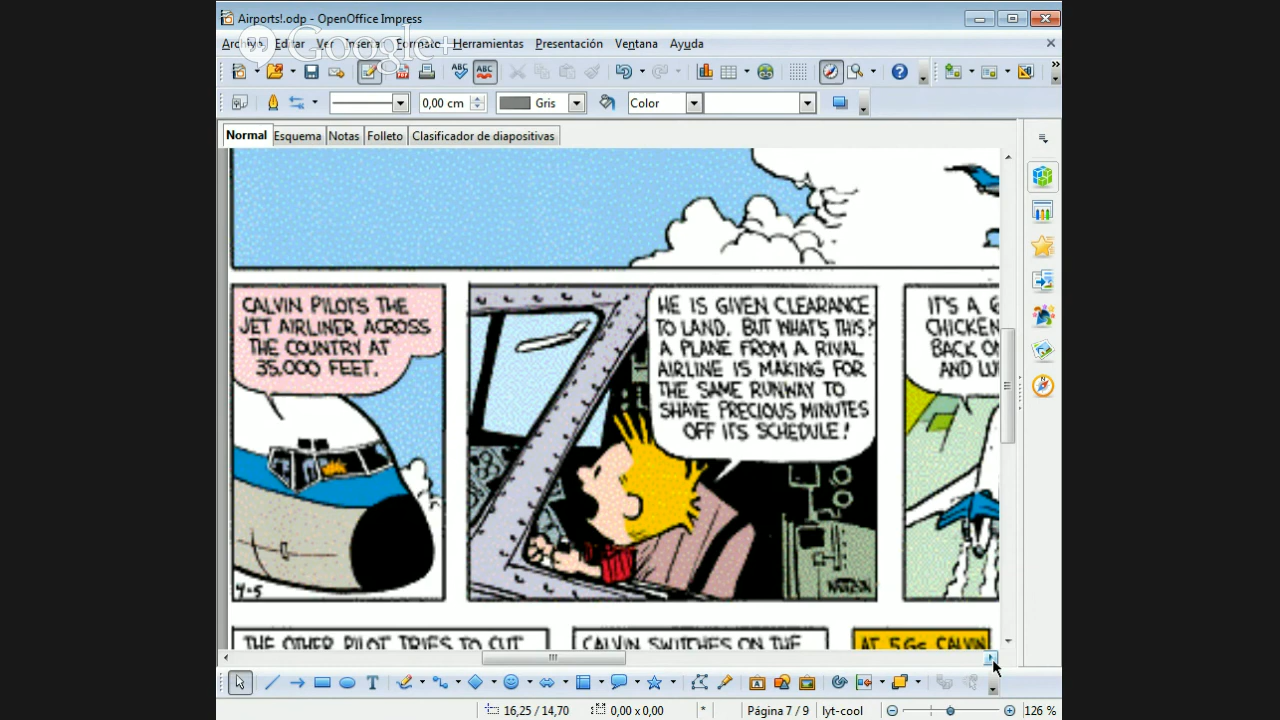 Airports!.odp - OpenOffice Impress
Google+
Archivo Editar Ver Insertar Formato Herramientas Presentación Ventana Ayuda
0,00 cm Gris Color
Normal Esquema Notas Folleto Clasificador de diapositivas
CALVIN PILOTS THE
JET AIRLINER ACROSS
THE COUNTRY AT
35,000 FEET.
4-5
HE IS GIVEN CLEARANCE
TO LAND. BUT WHAT'S THIS?
A PLANE FROM A RIVAL
AIRLINE IS MAKING FOR
THE SAME RUNWAY TO
SHAVE PRECIOUS MINUTES
OFF ITS SCHEDULE!
IT'S A
CHICKEN
BACK
AND
THE OTHER PILOT TRIES TO CUT
CALVIN SWITCHES ON THE
AT 5 Gs, CALVIN
16,25 / 14,70 0,00 x 0,00 * Página 7 / 9 lyt-cool 126 %